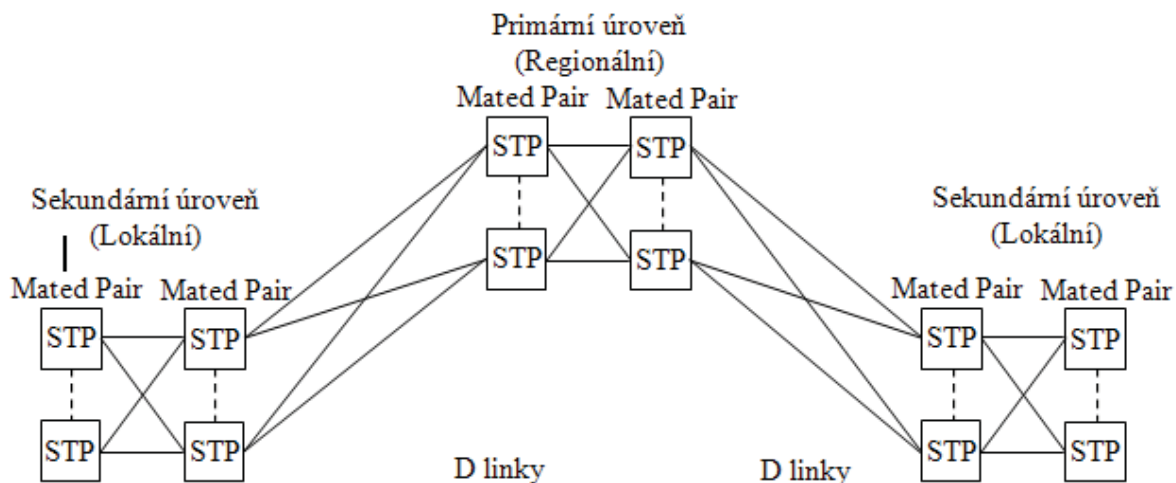 Primární úroveň
(Regionální)
Mated Pair Mated Pair
STP STP
STP STP
Sekundární úroveň
(Lokální)
Mated Pair Mated Pair
STP STP
STP STP
Sekundární úroveň
(Lokální)
Mated Pair Mated Pair
STP STP
STP STP
D linky D linky